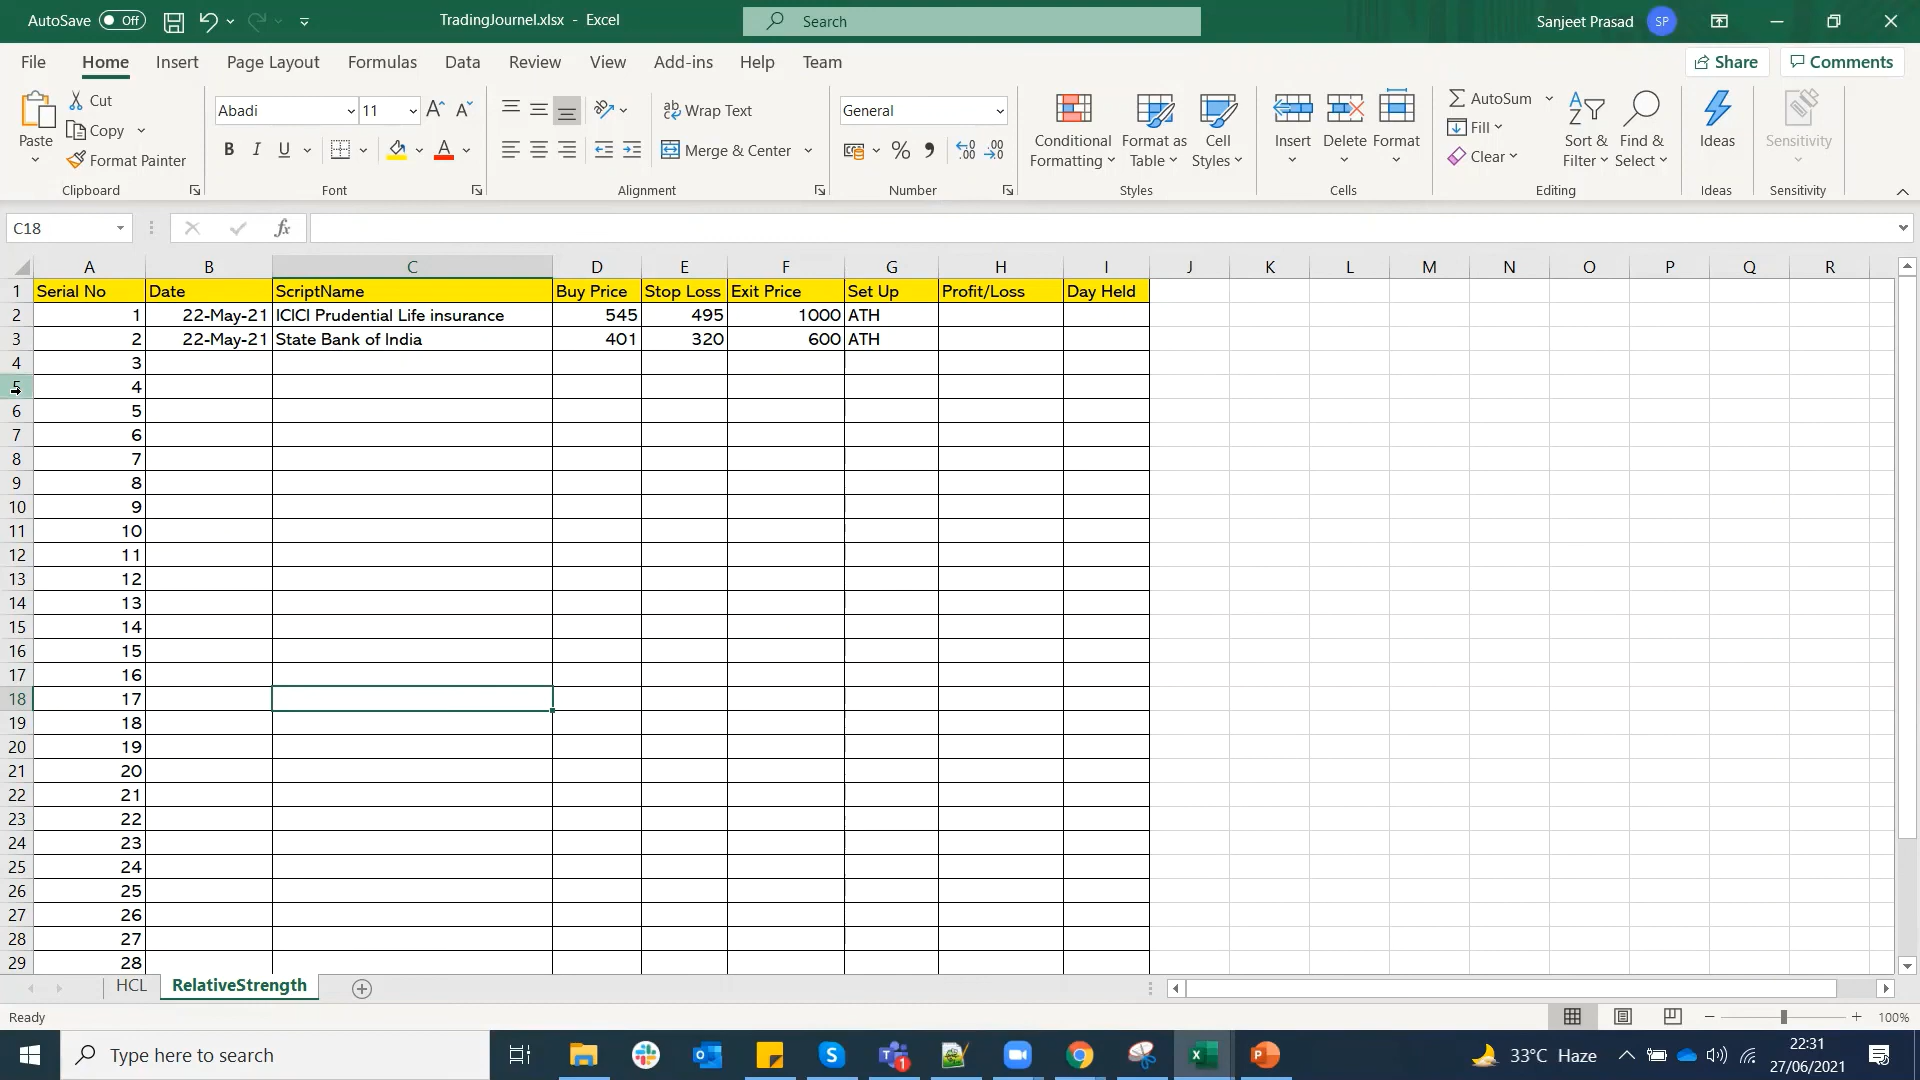 AutoSave Off TradingJournel.xlsx - Excel Search Sanjeet Prasad SP
File Home Insert Page Layout Formulas Data Review View Add-ins Help Team Share Comments
Paste Cut Copy Format Painter Clipboard
Abadi 11 B I U A Font
Wrap Text Merge & Center Alignment
General % Number
Conditional Formatting Format as Table Cell Styles Styles
Insert Delete Format Cells
AutoSum Fill Clear Sort & Filter Find & Select Editing
Ideas Ideas
Sensitivity Sensitivity
C18 fx
A B C D E F G H I J K L M N O P Q R
1 Serial No Date ScriptName Buy Price Stop Loss Exit Price Set Up Profit/Loss Day Held
2 1 22-May-21 ICICI Prudential Life insurance 545 495 1000 ATH
3 2 22-May-21 State Bank of India 401 320 600 ATH
4 3
5 4
6 5
7 6
8 7
9 8
10 9
11 10
12 11
13 12
14 13
15 14
16 15
17 16
18 17
19 18
20 19
21 20
22 21
23 22
24 23
25 24
26 25
27 26
28 27
29 28
HCL RelativeStrength
Ready 100%
Type here to search 33°C Haze 22:31
27/06/2021